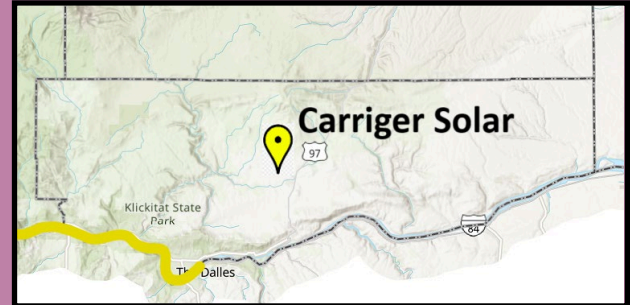 Carriger Solar
97
Klickitat State
Park
84
The Dalles